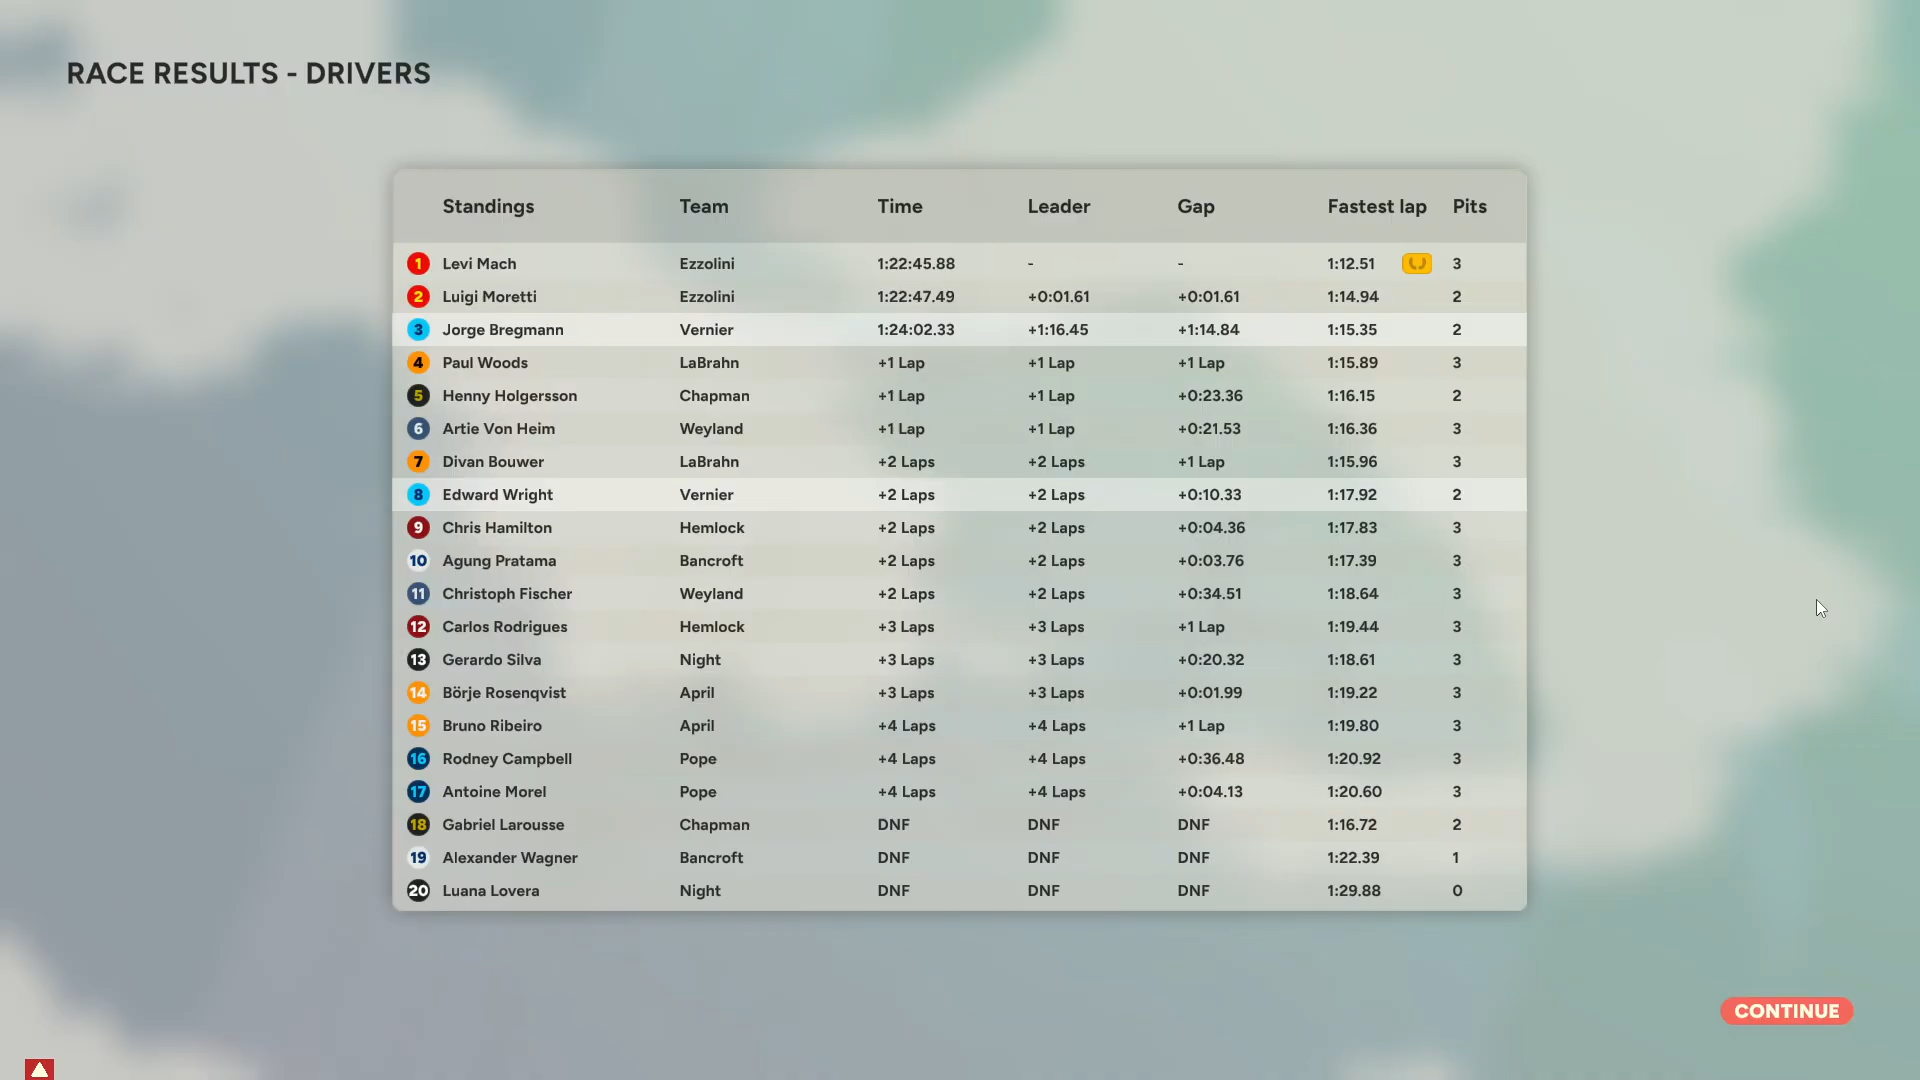 RACE RESULTS - DRIVERS
Standings Team Time Leader Gap Fastest lap Pits
1 Levi Mach Ezzolini 1:22:45.88 - - 1:12.51 3
2 Luigi Moretti Ezzolini 1:22:47.49 +0:01.61 +0:01.61 1:14.94 2
3 Jorge Bregmann Vernier 1:24:02.33 +1:16.45 +1:14.84 1:15.35 2
4 Paul Woods LaBrahn +1 Lap +1 Lap +1 Lap 1:15.89 3
5 Henny Holgersson Chapman +1 Lap +1 Lap +0:23.36 1:16.15 2
6 Artie Von Heim Weyland +1 Lap +1 Lap +0:21.53 1:16.36 3
7 Divan Bouwer LaBrahn +2 Laps +2 Laps +1 Lap 1:15.96 3
8 Edward Wright Vernier +2 Laps +2 Laps +0:10.33 1:17.92 2
9 Chris Hamilton Hemlock +2 Laps +2 Laps +0:04.36 1:17.83 3
10 Agung Pratama Bancroft +2 Laps +2 Laps +0:03.76 1:17.39 3
11 Christoph Fischer Weyland +2 Laps +2 Laps +0:34.51 1:18.64 3
12 Carlos Rodrigues Hemlock +3 Laps +3 Laps +1 Lap 1:19.44 3
13 Gerardo Silva Night +3 Laps +3 Laps +0:20.32 1:18.61 3
14 Börje Rosenqvist April +3 Laps +3 Laps +0:01.99 1:19.22 3
15 Bruno Ribeiro April +4 Laps +4 Laps +1 Lap 1:19.80 3
16 Rodney Campbell Pope +4 Laps +4 Laps +0:36.48 1:20.92 3
17 Antoine Morel Pope +4 Laps +4 Laps +0:04.13 1:20.60 3
18 Gabriel Larousse Chapman DNF DNF DNF 1:16.72 2
19 Alexander Wagner Bancroft DNF DNF DNF 1:22.39 1
20 Luana Lovera Night DNF DNF DNF 1:29.88 0
CONTINUE